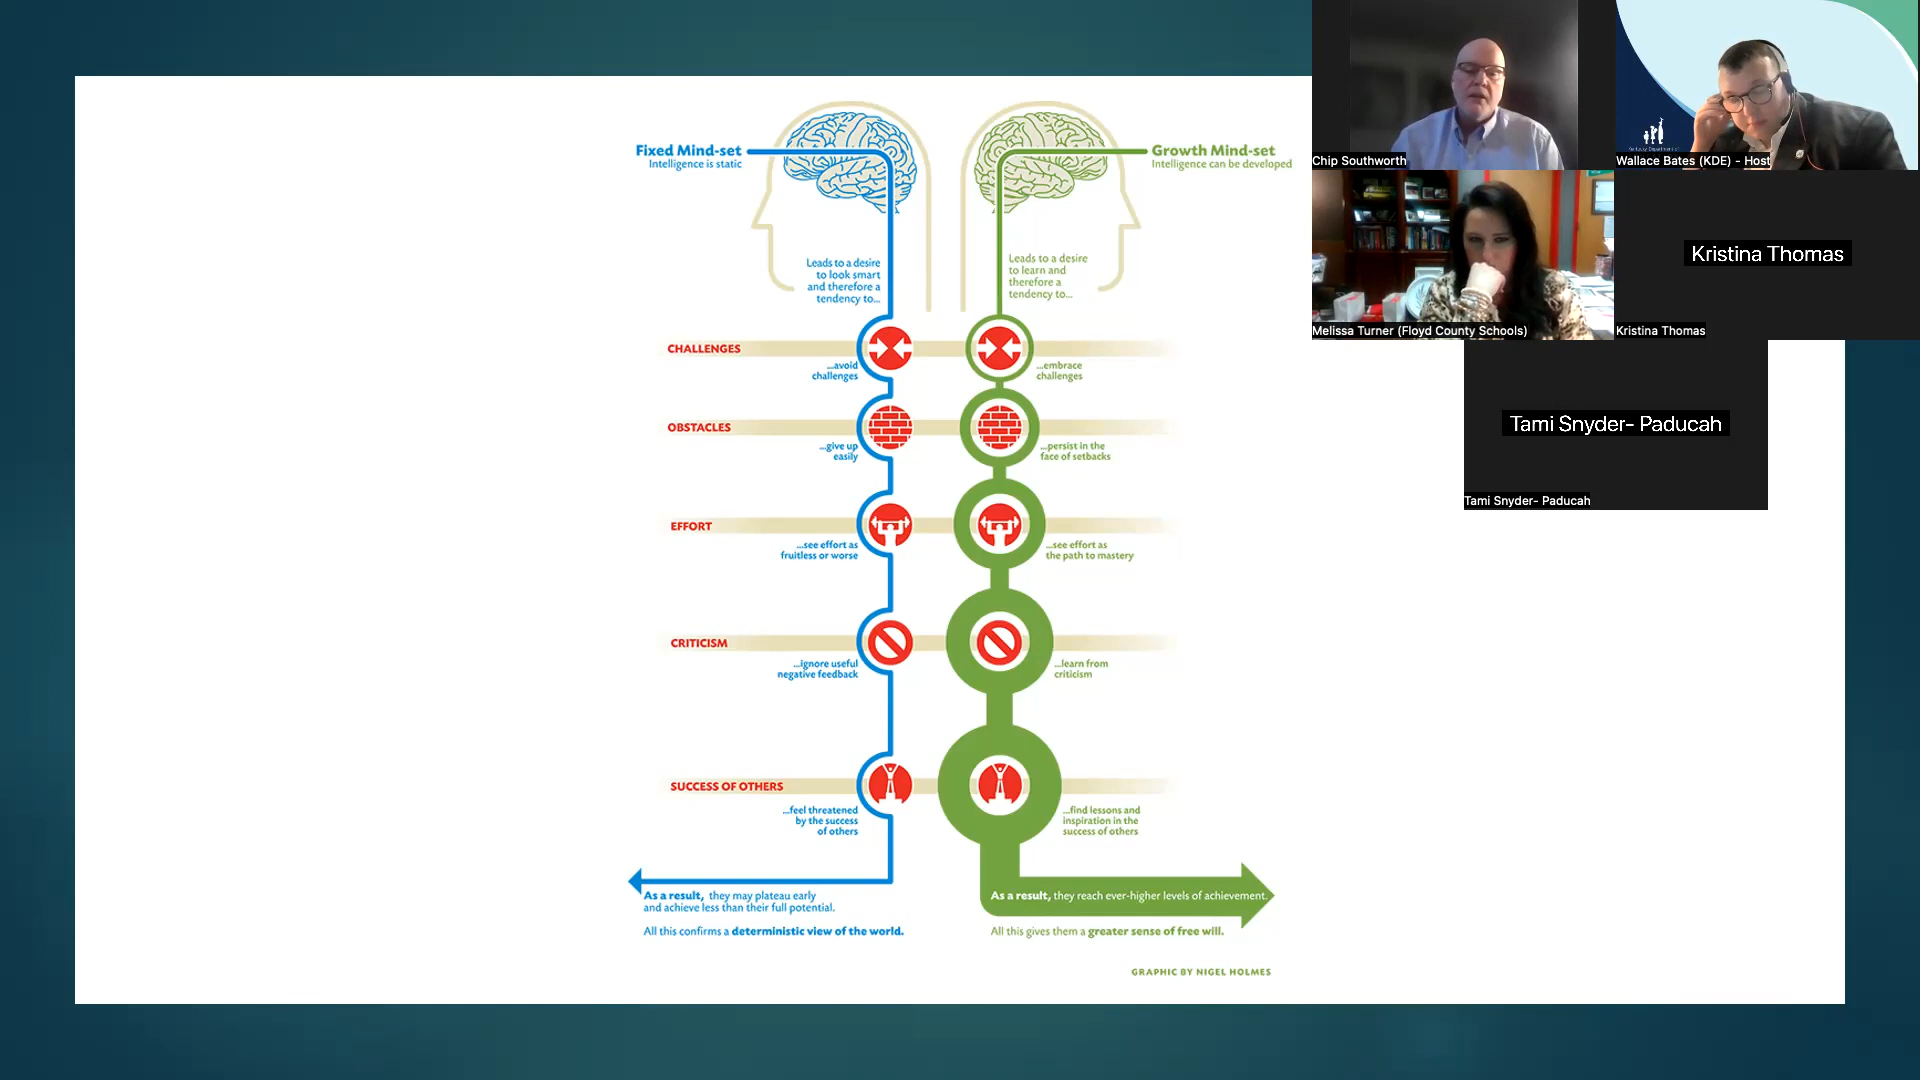 Fixed Mind-set
Intelligence is static
Growth Mind-set
Intelligence can be developed
Leads to a desire
to look smart
and therefore a
tendency to...
Leads to a desire
to learn and
therefore a
tendency to...
CHALLENGES
...avoid
challenges
...embrace
challenges
OBSTACLES
...give up
easily
...persist in the
face of setbacks
EFFORT
...see effort as
fruitless or worse
...see effort as
the path to mastery
CRITICISM
...ignore useful
negative feedback
...learn from
criticism
SUCCESS OF OTHERS
...feel threatened
by the success
of others
...find lessons and
inspiration in the
success of others
As a result, they may plateau early
and achieve less than their full potential.
All this confirms a deterministic view of the world.
As a result, they reach ever-higher levels of achievement.
All this gives them a greater sense of free will.
GRAPHIC BY NIGEL HOLMES
Chip Southworth
Kentucky Department of
Wallace Bates (KDE) - Host
Melissa Turner (Floyd County Schools)
Kristina Thomas
Kristina Thomas
Tami Snyder- Paducah
Tami Snyder- Paducah